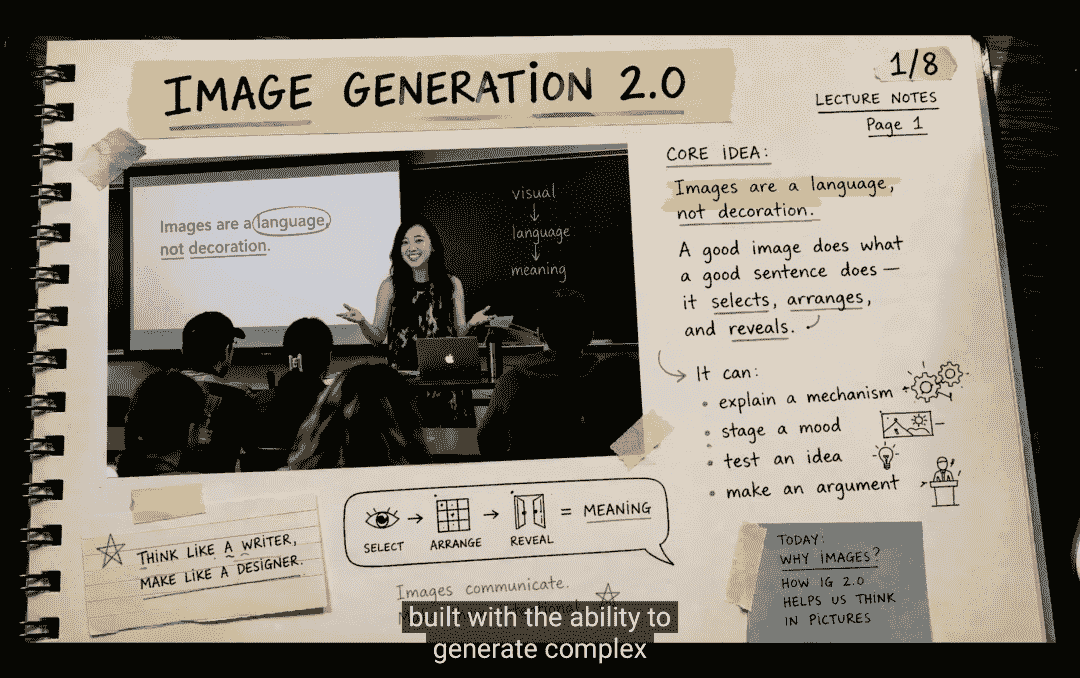 IMAGE GENERATION 2.0
1/8
LECTURE NOTES
Page 1
Images are a language,
not decoration.
visual
language
meaning
CORE IDEA:
Images are a language,
not decoration.
A good image does what
a good sentence does —
it selects, arranges,
and reveals.
It can:
• explain a mechanism
• stage a mood
• test an idea
• make an argument
THINK LIKE A WRITER,
MAKE LIKE A DESIGNER.
SELECT → ARRANGE → REVEAL = MEANING
Images communicate.
TODAY:
WHY IMAGES?
HOW IG 2.0
HELPS US THINK
IN PICTURES
built with the ability to
generate complex